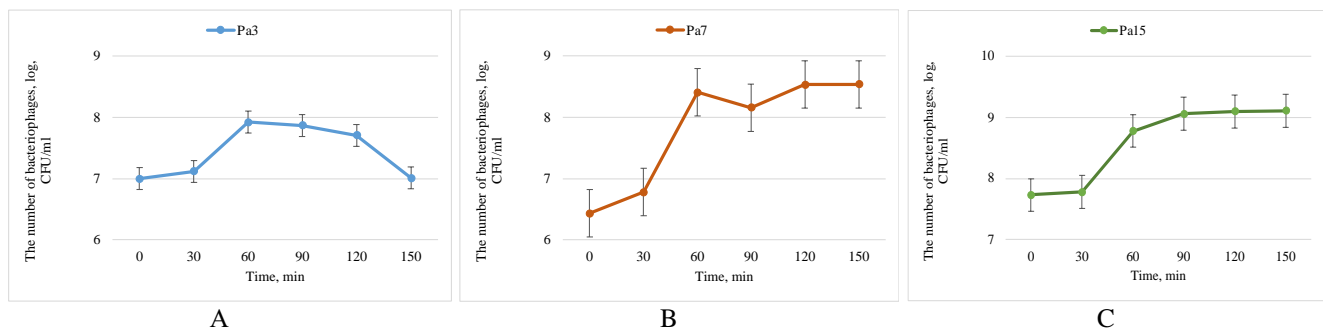 Pa3
The number of bacteriophages, log,
CFU/ml
9
8
7
6
0 30 60 90 120 150
Time, min
A
Pa7
The number of bacteriophages, log,
CFU/ml
9
8
7
6
0 30 60 90 120 150
Time, min
B
Pa15
The number of bacteriophages, log,
CFU/ml
10
9
8
7
0 30 60 90 120 150
Time, min
C